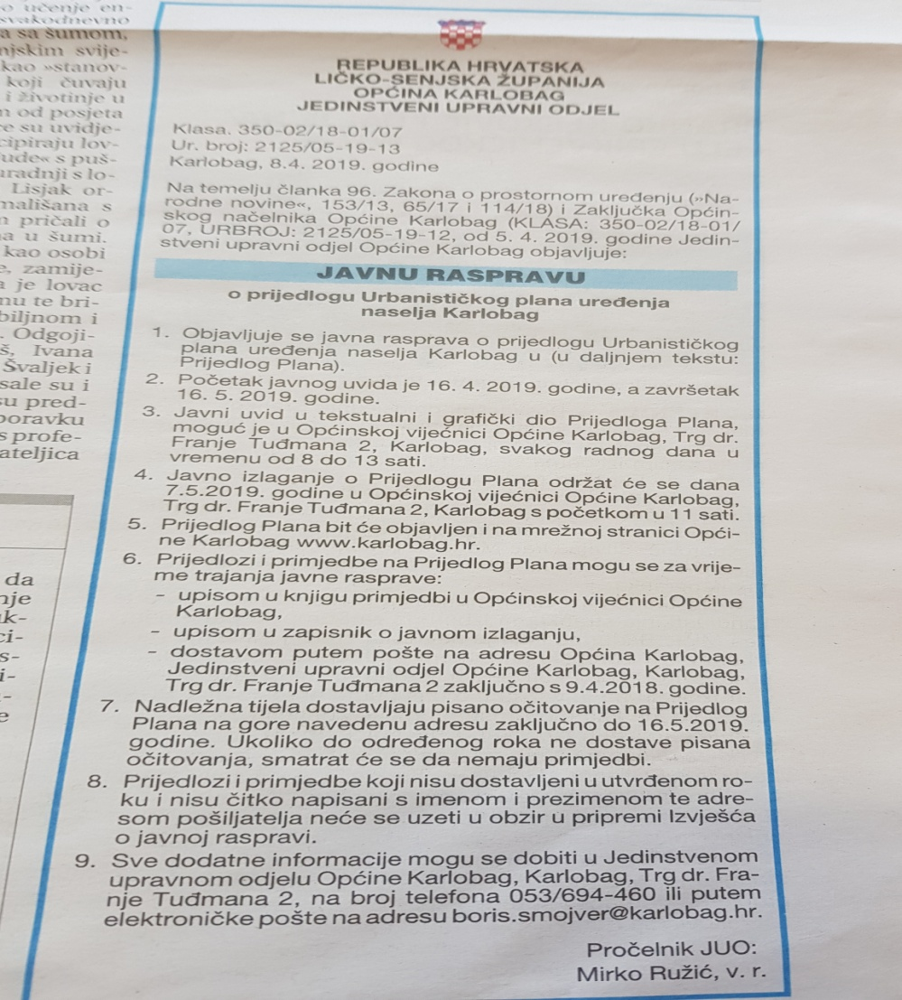 o učenje en-
svakodnevno
a sa šumom,
njskim svije-
kao »stanov-
koji čuvaju
i životinje u
n od posjeta
ce su uvidje-
cipiraju lov-
ude« s puš-
uradnji s lo-
Lisjak or-
mališana s
n pričali o
a u šumi.
kao osobi
e, zamije-
a je lovac
nu te bri-
biljnom i
. Odgoji-
š, Ivana
Švaljek i
sale su i
su pred-
boravku
s profe-
ateljica
da
nje
uk-
ci-
s-
i-
-
e
REPUBLIKA HRVATSKA
LIČKO-SENJSKA ŽUPANIJA
OPĆINA KARLOBAG
JEDINSTVENI UPRAVNI ODJEL
Klasa. 350-02/18-01/07
Ur. broj: 2125/05-19-13
Karlobag, 8.4. 2019. godine
Na temelju članka 96. Zakona o prostornom uređenju (»Na-
rodne novine«, 153/13, 65/17 i 114/18) i Zaključka Općin-
skog načelnika Općine Karlobag (KLASA: 350-02/18-01/
07, URBROJ: 2125/05-19-12, od 5. 4. 2019. godine Jedin-
stveni upravni odjel Općine Karlobag objavljuje:
JAVNU RASPRAVU
o prijedlogu Urbanističkog plana uređenja
naselja Karlobag
1. Objavljuje se javna rasprava o prijedlogu Urbanističkog
plana uređenja naselja Karlobag u (u daljnjem tekstu:
Prijedlog Plana).
2. Početak javnog uvida je 16. 4. 2019. godine, a završetak
16. 5. 2019. godine.
3. Javni uvid u tekstualni i grafički dio Prijedloga Plana,
moguć je u Općinskoj vijećnici Općine Karlobag, Trg dr.
Franje Tuđmana 2, Karlobag, svakog radnog dana u
vremenu od 8 do 13 sati.
4. Javno izlaganje o Prijedlogu Plana održat će se dana
7.5.2019. godine u Općinskoj vijećnici Općine Karlobag,
Trg dr. Franje Tuđmana 2, Karlobag s početkom u 11 sati.
5. Prijedlog Plana bit će objavljen i na mrežnoj stranici Opći-
ne Karlobag www.karlobag.hr.
6. Prijedlozi i primjedbe na Prijedlog Plana mogu se za vrije-
me trajanja javne rasprave:
- upisom u knjigu primjedbi u Općinskoj vijećnici Općine
Karlobag,
- upisom u zapisnik o javnom izlaganju,
- dostavom putem pošte na adresu Općina Karlobag,
Jedinstveni upravni odjel Općine Karlobag, Karlobag,
Trg dr. Franje Tuđmana 2 zaključno s 9.4.2018. godine.
7. Nadležna tijela dostavljaju pisano očitovanje na Prijedlog
Plana na gore navedenu adresu zaključno do 16.5.2019.
godine. Ukoliko do određenog roka ne dostave pisana
očitovanja, smatrat će se da nemaju primjedbi.
8. Prijedlozi i primjedbe koji nisu dostavljeni u utvrđenom ro-
ku i nisu čitko napisani s imenom i prezimenom te adre-
som pošiljatelja neće se uzeti u obzir u pripremi Izvješća
o javnoj raspravi.
9. Sve dodatne informacije mogu se dobiti u Jedinstvenom
upravnom odjelu Općine Karlobag, Karlobag, Trg dr. Fra-
nje Tuđmana 2, na broj telefona 053/694-460 ili putem
elektroničke pošte na adresu boris.smojver@karlobag.hr.
Pročelnik JUO:
Mirko Ružić, v. r.